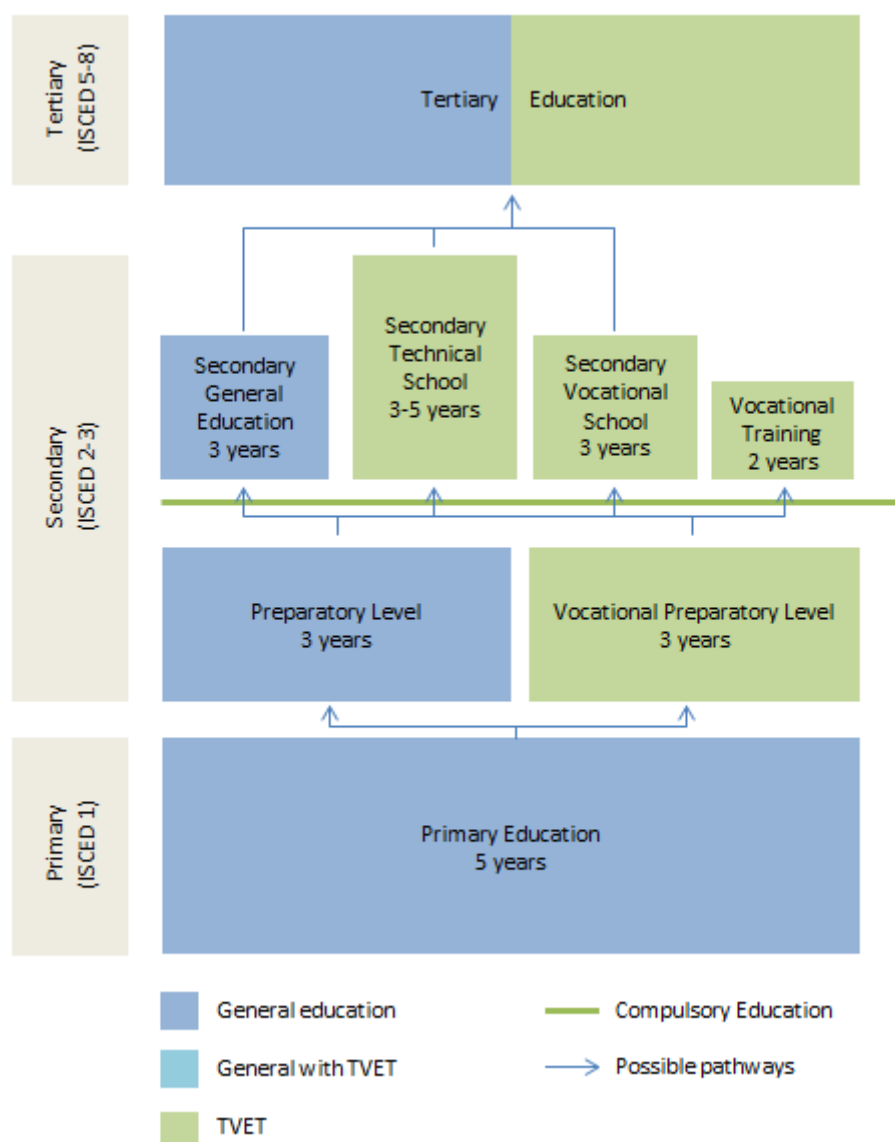 Tertiary
(ISCED 5-8)
Tertiary Education
Secondary
(ISCED 2-3)
Secondary
General
Education
3 years
Secondary
Technical
School
3-5 years
Secondary
Vocational
School
3 years
Vocational
Training
2 years
Preparatory Level
3 years
Vocational Preparatory Level
3 years
Primary
(ISCED 1)
Primary Education
5 years
General education
Compulsory Education
General with TVET
Possible pathways
TVET